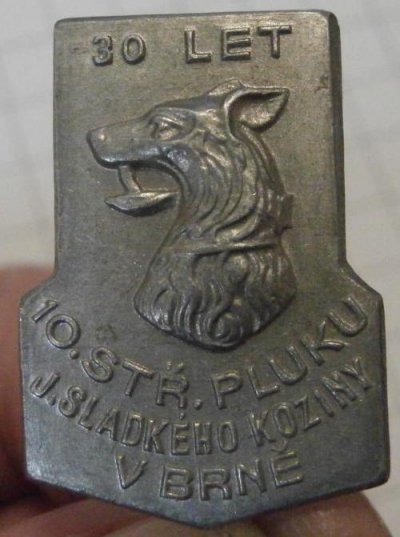 30 LET
10. STŘ. PLUKU
J. SLADKÉHO KOZINY
V BRNĚ